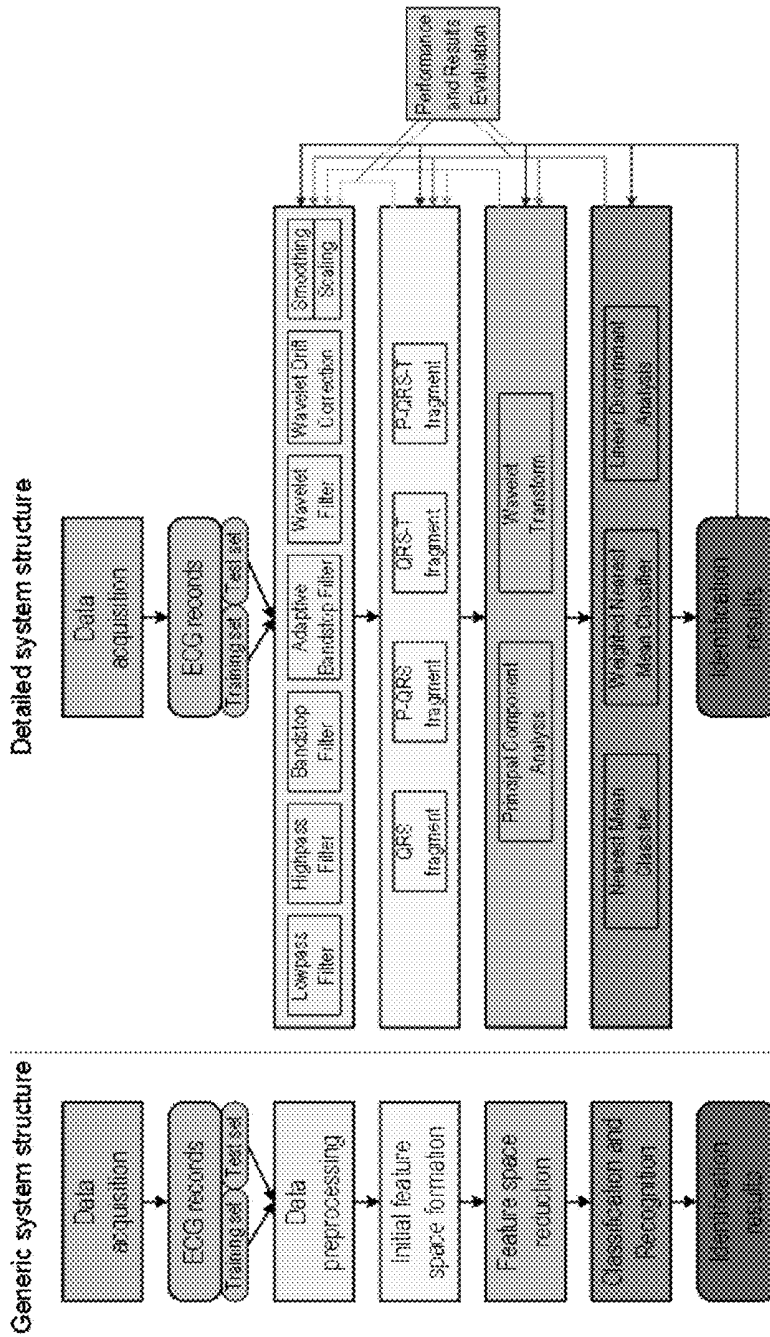 Generic system structure
Data
acquisition
ECG records
Training set
Test set
Data
preprocessing
Initial feature
space formation
Feature space
reduction
Classification and
Recognition
Identification
results
Detailed system structure
Data
acquisition
ECG records
Training set
Test set
Lowpass
Filter
Highpass
Filter
Bandstop
Filter
Adaptive
Bandstop Filter
Wavelet
Filter
Wavelet Drift
Correction
Smoothing
Scaling
QRS
fragment
P-QRS
fragment
QRS-T
fragment
P-QRS-T
fragment
Principal Component
Analysis
Wavelet
Transform
Nearest Mean
Classifier
Weighted Nearest
Mean Classifier
Linear Discriminant
Analysis
Identification
results
Performance
and Results
Evaluation